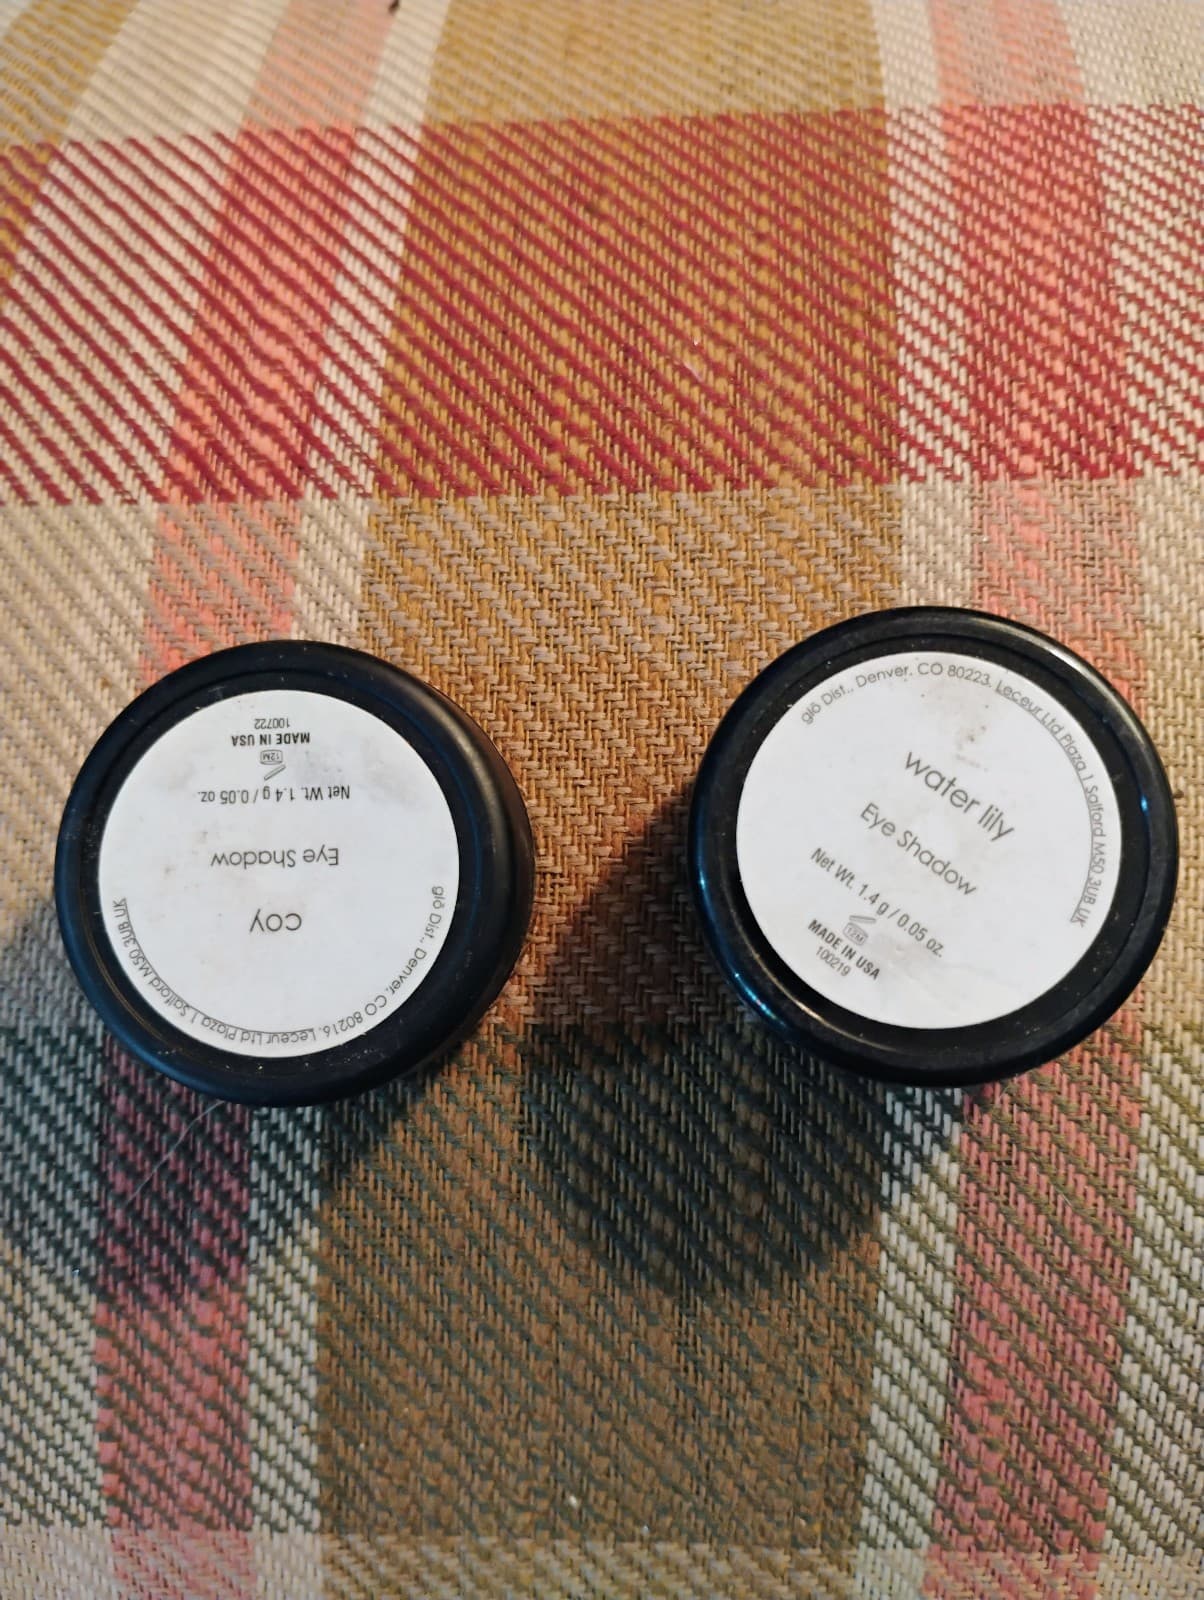 coy
Eye Shadow
Net Wt. 1.4 g / 0.05 oz.
12M
MADE IN USA
100722
glō Dist., Denver, CO 80216, Leceur Ltd Plaza 1 Salford M50 3UB UK
glō Dist., Denver, CO 80223, Leceur Ltd Plaza 1 Salford M50 3UB UK
water lily
Eye Shadow
Net Wt. 1.4 g / 0.05 oz.
12M
MADE IN USA
100219